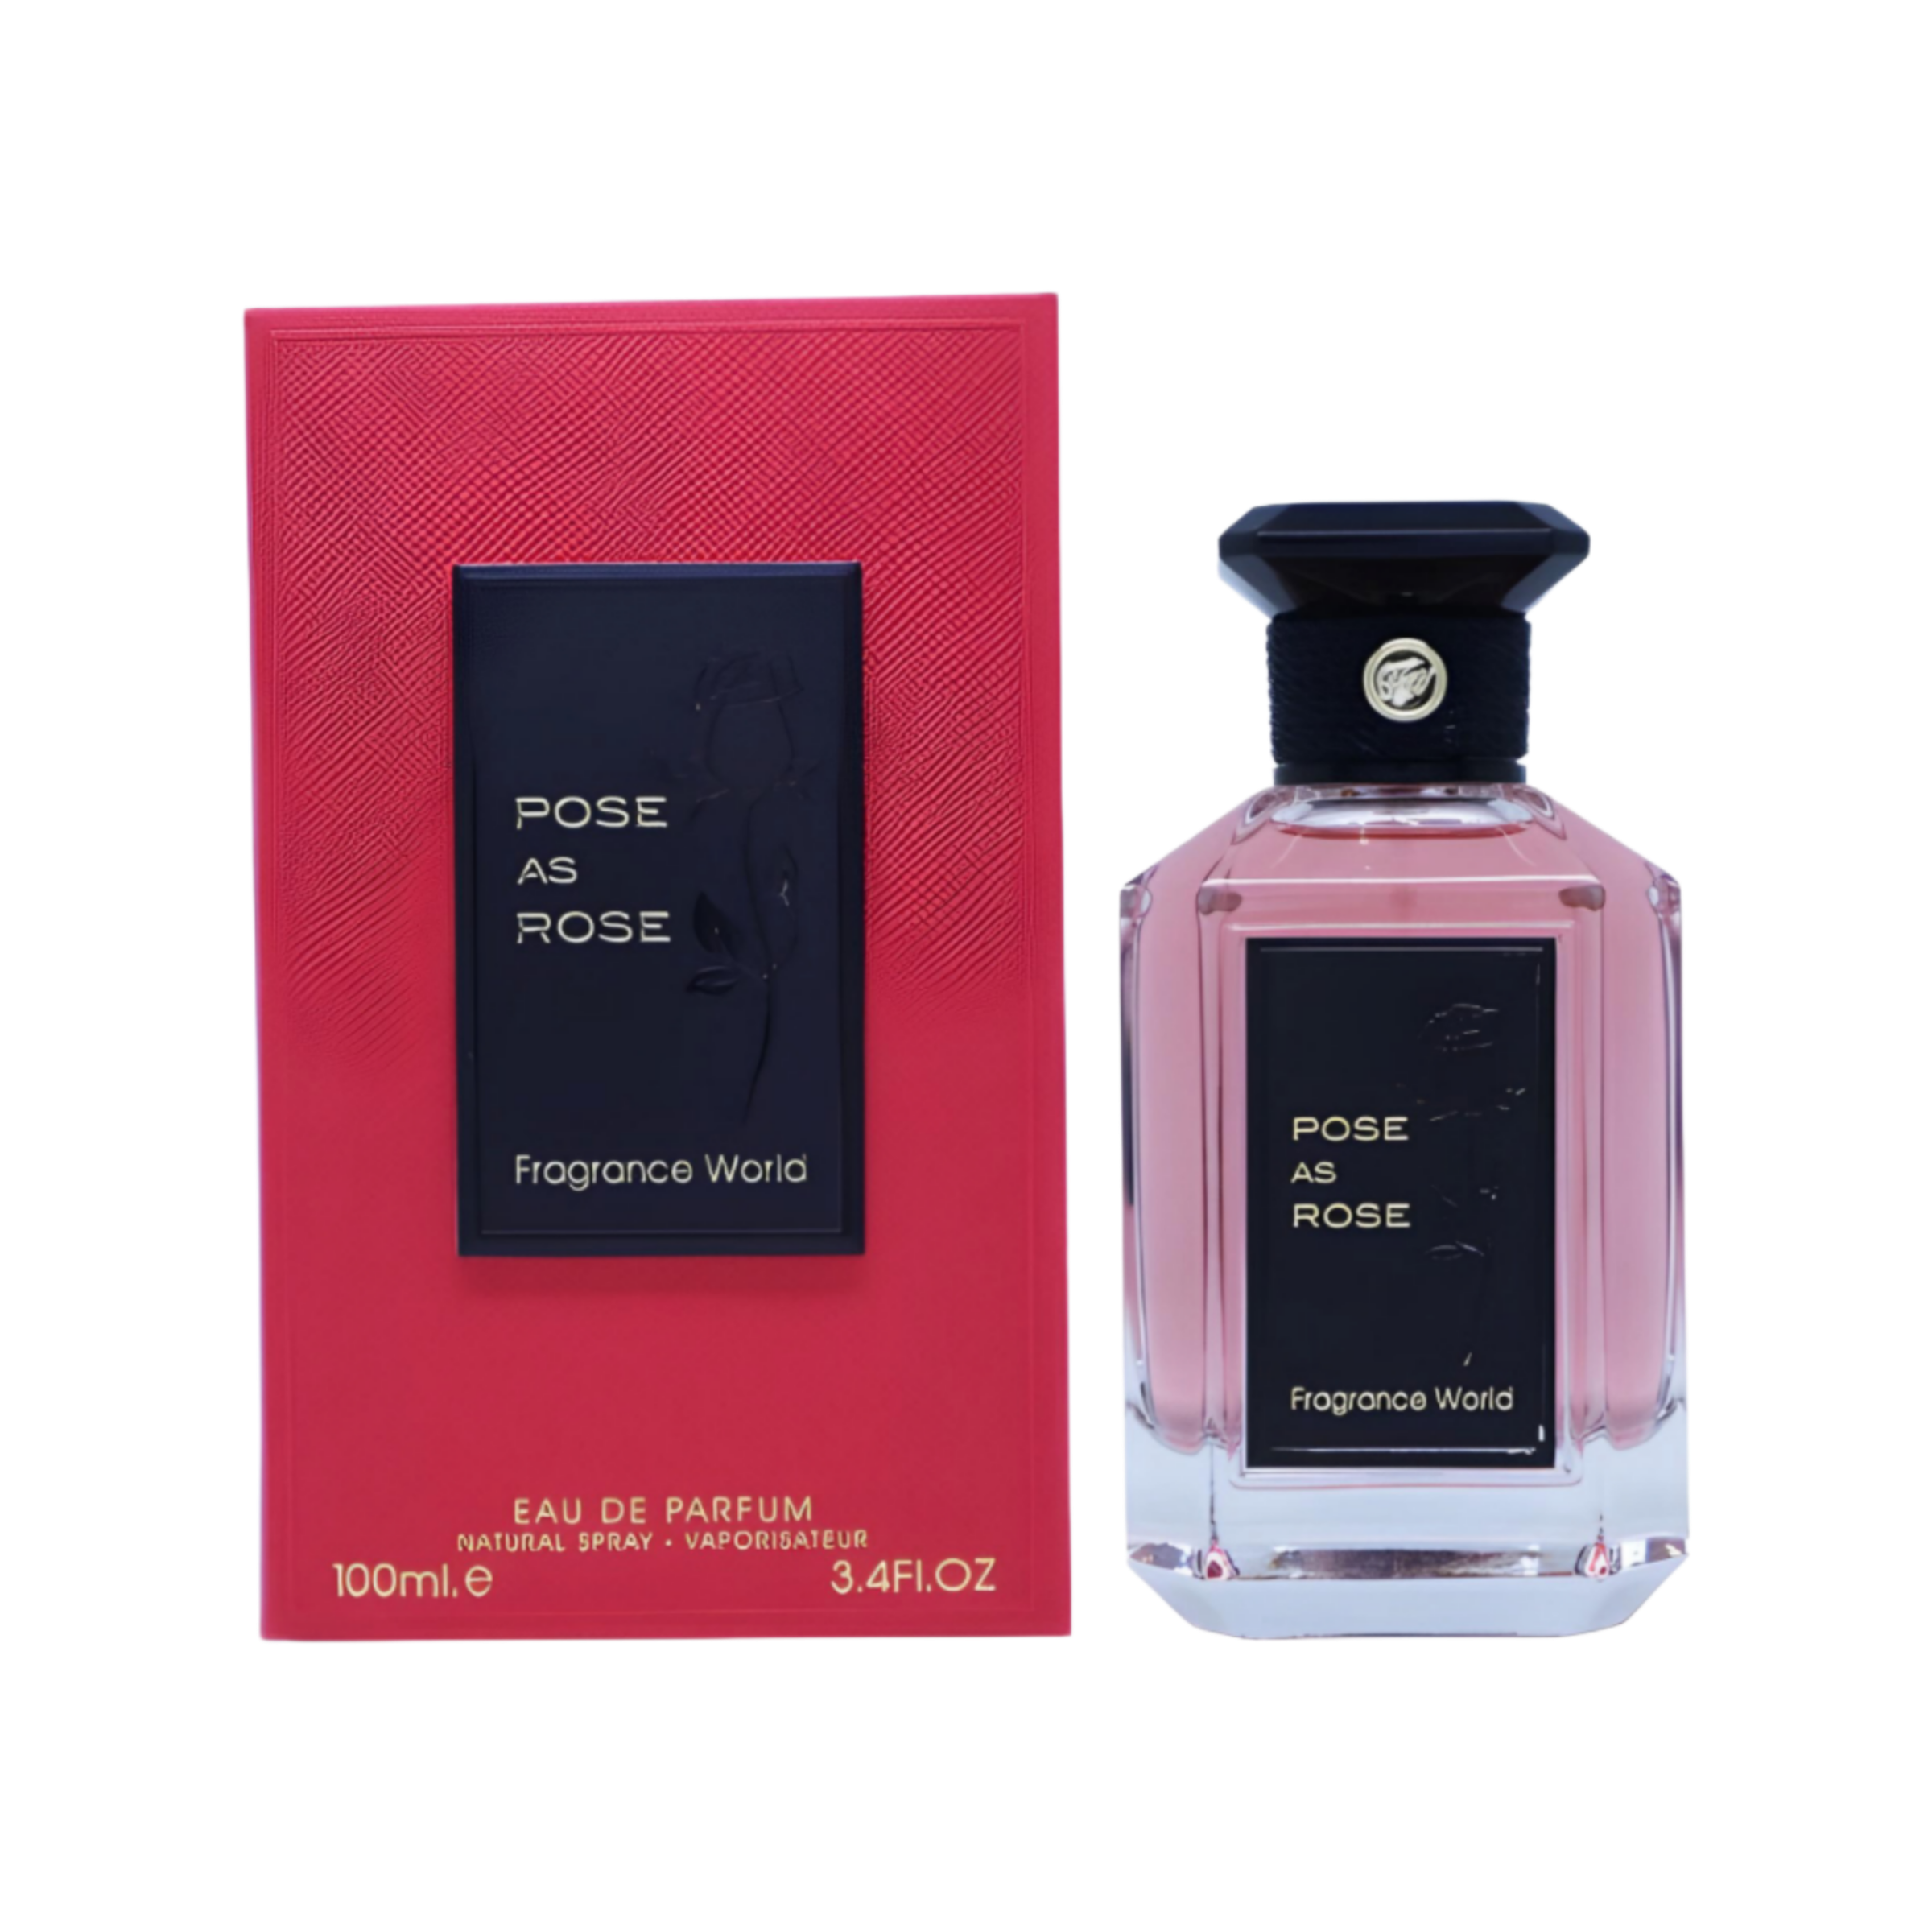 POSE
AS
ROSE
Fragrance World
EAU DE PARFUM
NATURAL SPRAY • VAPORISATEUR
100ml.e
3.4Fl.OZ
POSE
AS
ROSE
Fragrance World